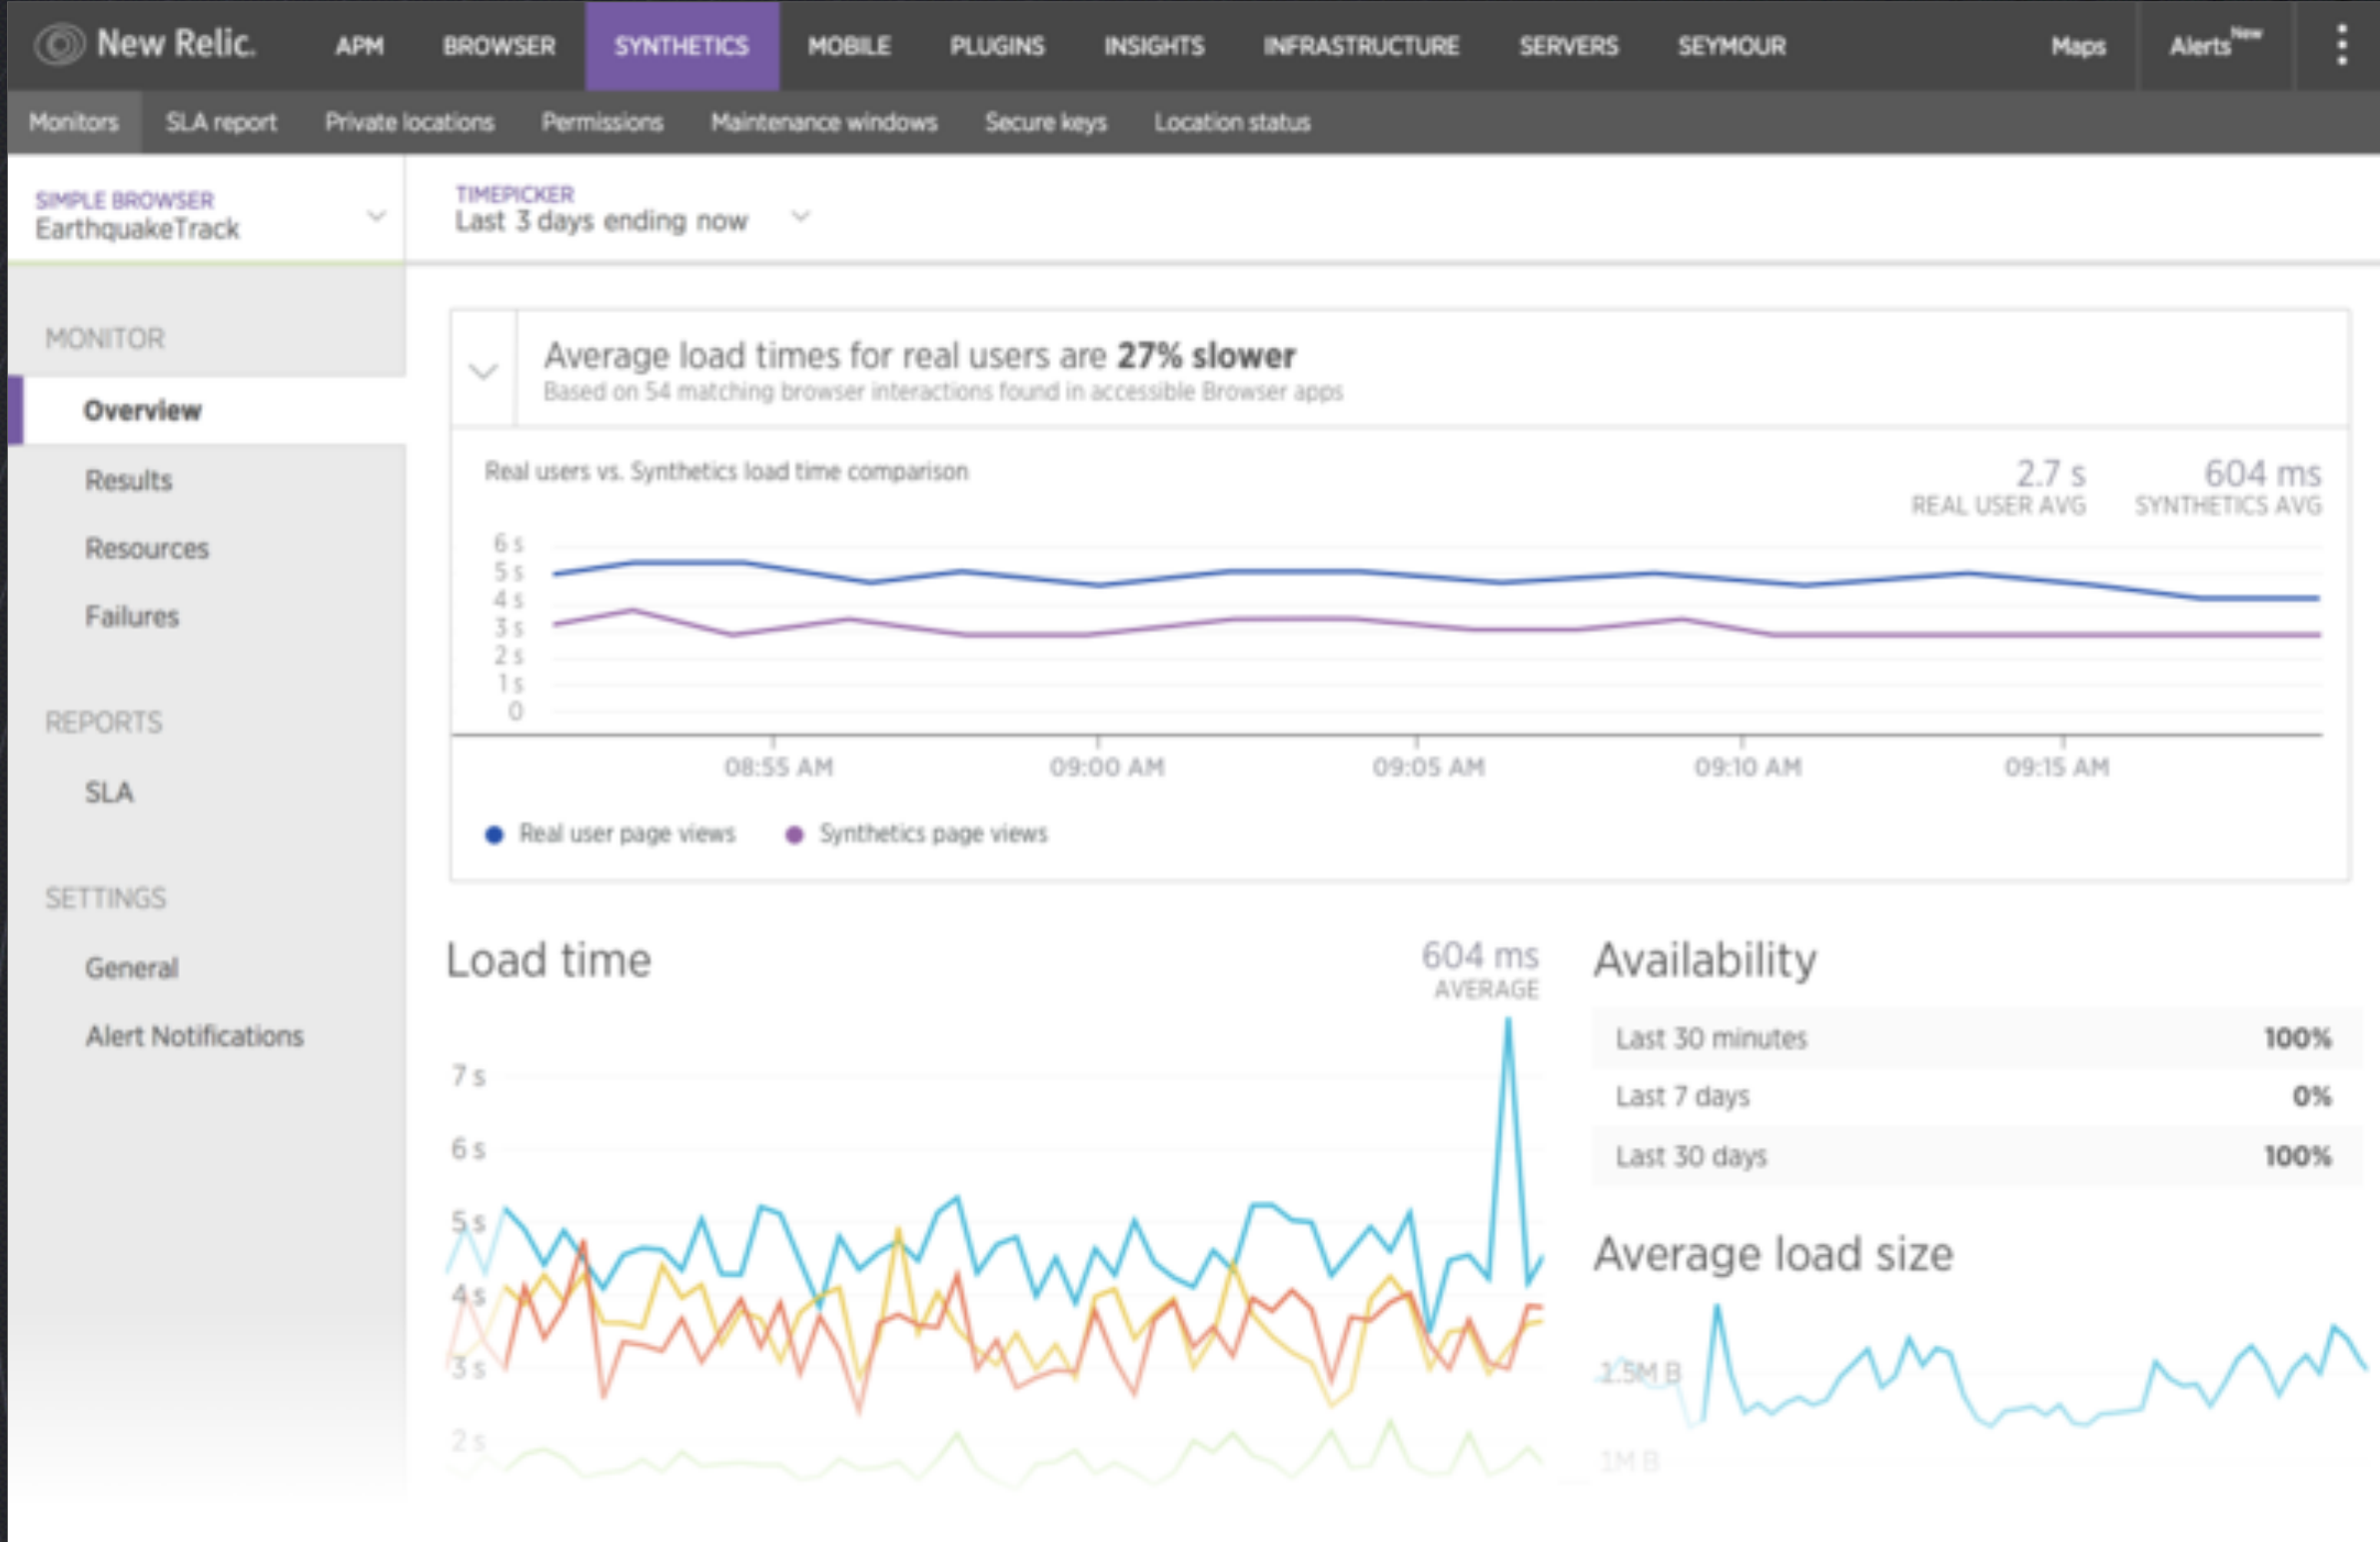 New Relic. APM BROWSER SYNTHETICS MOBILE PLUGINS INSIGHTS INFRASTRUCTURE SERVERS SEYMOUR Maps Alerts New
Monitors SLA report Private locations Permissions Maintenance windows Secure keys Location status
SIMPLE BROWSER
EarthquakeTrack
TIMEPICKER
Last 3 days ending now
MONITOR
Overview
Results
Resources
Failures
REPORTS
SLA
SETTINGS
General
Alert Notifications
Average load times for real users are 27% slower
Based on 54 matching browser interactions found in accessible Browser apps
Real users vs. Synthetics load time comparison
2.7 s
REAL USER AVG
604 ms
SYNTHETICS AVG
6 s
5 s
4 s
3 s
2 s
1 s
0
08:55 AM 09:00 AM 09:05 AM 09:10 AM 09:15 AM
Real user page views Synthetics page views
Load time
604 ms
AVERAGE
7 s
6 s
5 s
4 s
3 s
2 s
Availability
Last 30 minutes 100%
Last 7 days 0%
Last 30 days 100%
Average load size
1.5M B
1M B